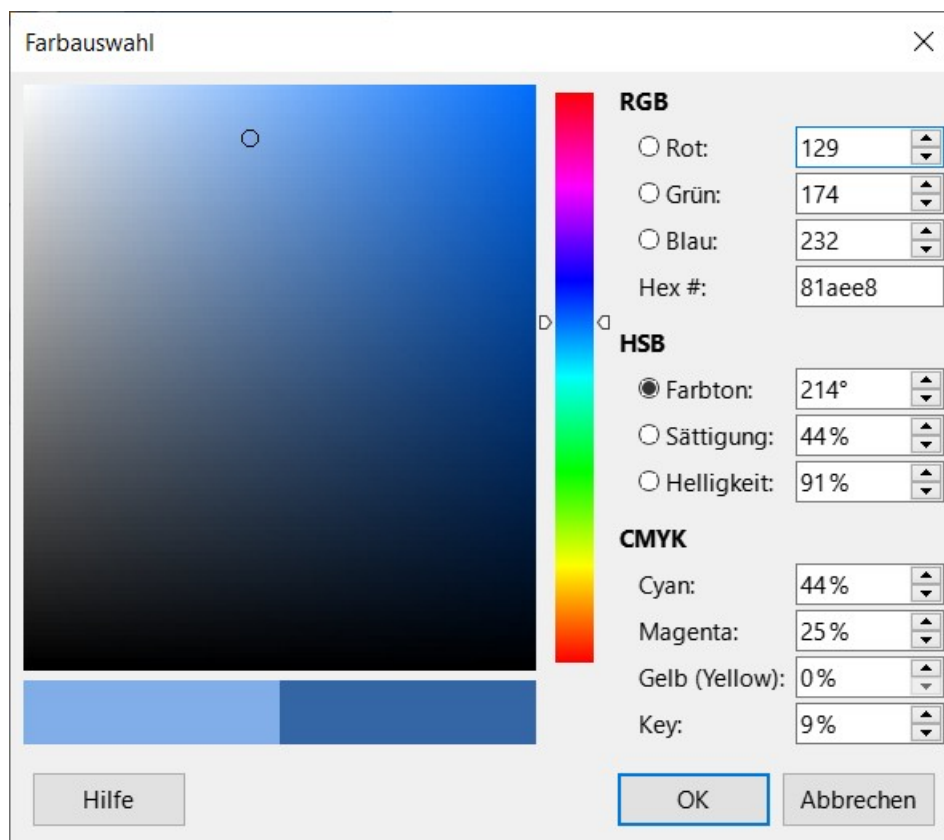 Farbauswahl
RGB
Rot: 129
Grün: 174
Blau: 232
Hex #: 81aee8
HSB
Farbton: 214°
Sättigung: 44%
Helligkeit: 91%
CMYK
Cyan: 44%
Magenta: 25%
Gelb (Yellow): 0%
Key: 9%
Hilfe OK Abbrechen